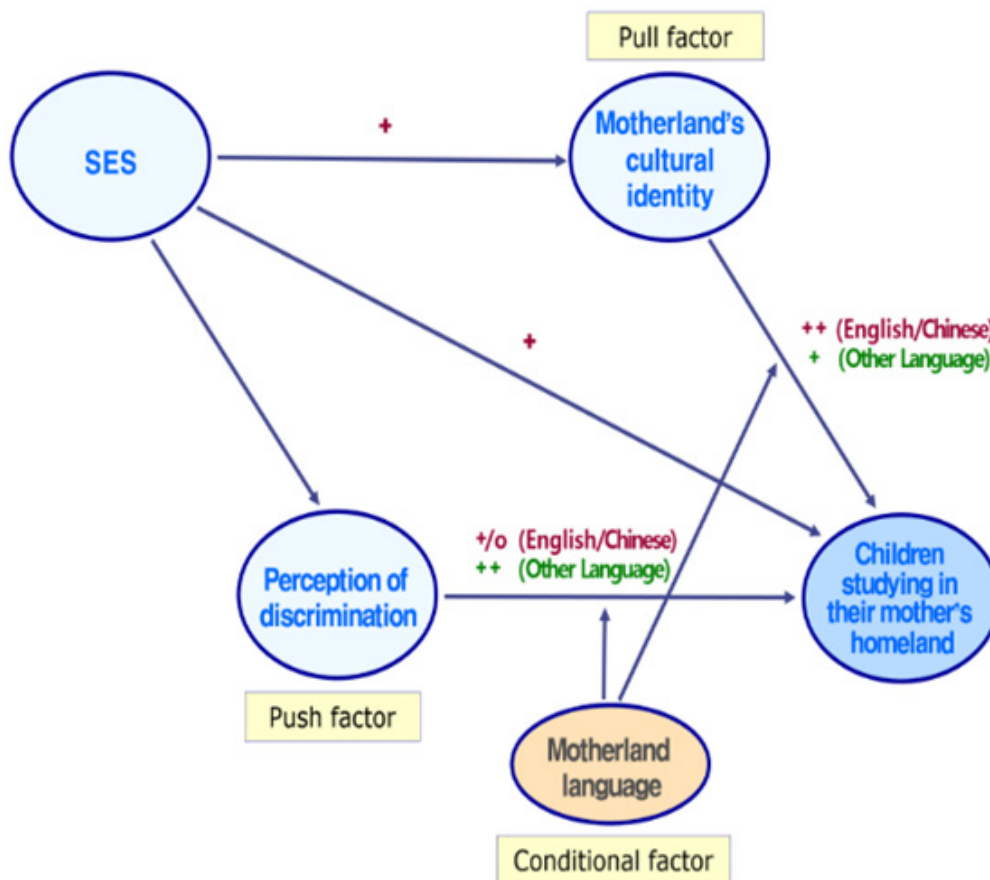 Pull factor
SES
+
Motherland's
cultural
identity
++ (English/Chinese)
+ (Other Language)
+
+/o (English/Chinese)
++ (Other Language)
Perception of
discrimination
Children
studying in
their mother's
homeland
Push factor
Motherland
language
Conditional factor